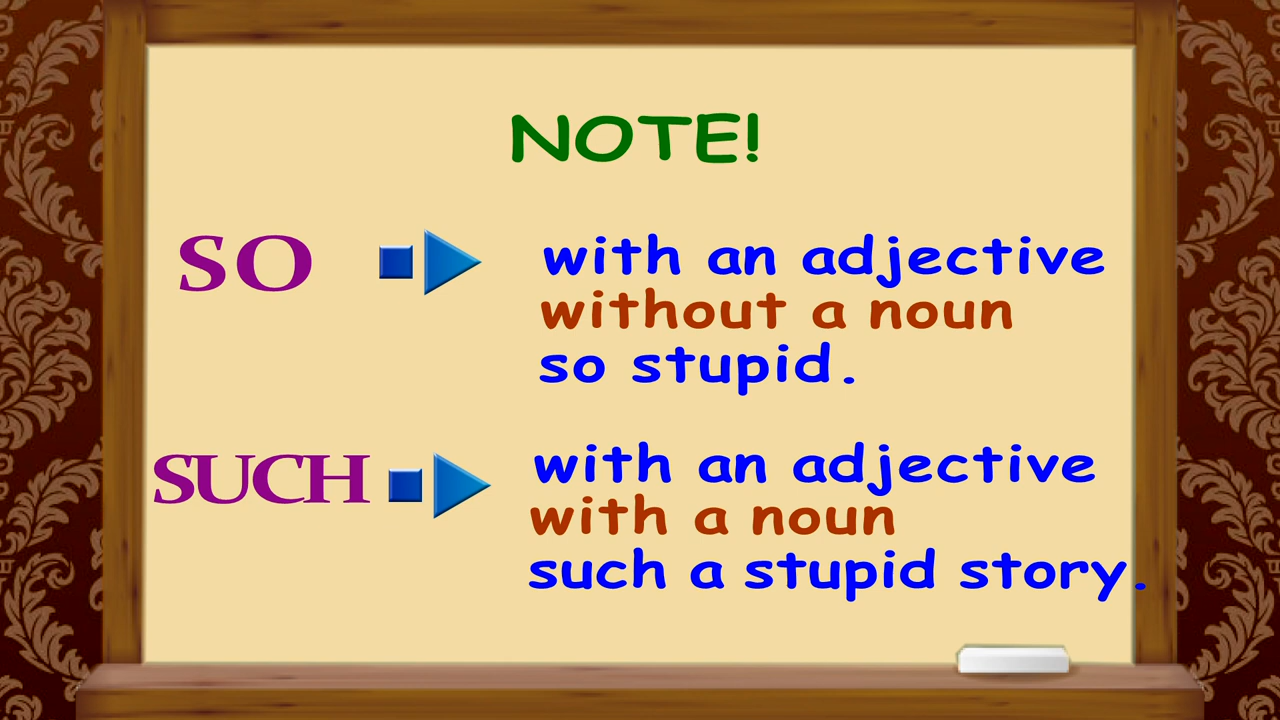 NOTE!
SO
with an adjective
without a noun
so stupid.
SUCH
with an adjective
with a noun
such a stupid story.